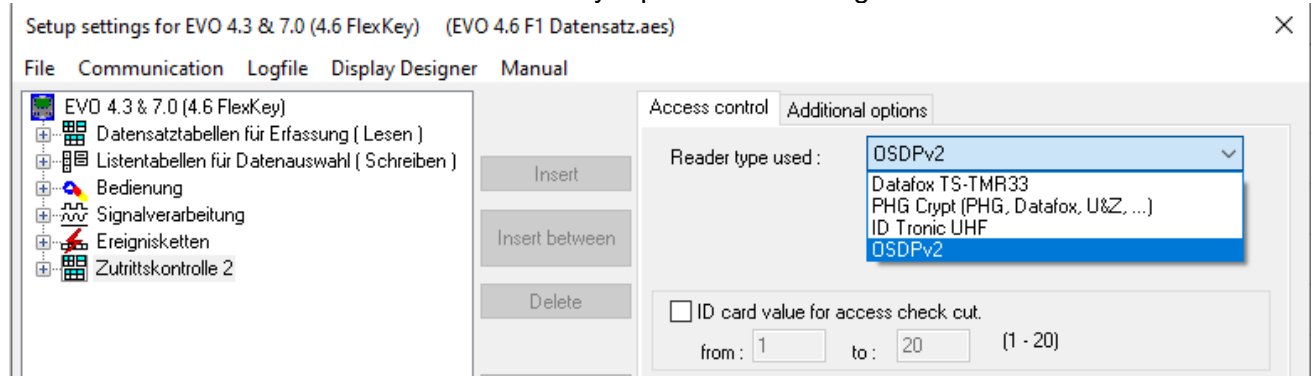 Setup settings for EVO 4.3 & 7.0 (4.6 FlexKey) (EVO 4.6 F1 Datensatz.aes)
File Communication Logfile Display Designer Manual
EVO 4.3 & 7.0 (4.6 FlexKey)
Datensatztabellen für Erfassung ( Lesen )
Listentabellen für Datenauswahl ( Schreiben )
Bedienung
Signalverarbeitung
Ereignisketten
Zutrittskontrolle 2
Insert
Insert between
Delete
Access control Additional options
Reader type used : OSDPv2
Datafox TS-TMR33
PHG Crypt (PHG, Datafox, U&Z, ...)
ID Tronic UHF
OSDPv2
ID card value for access check cut.
from : 1 to : 20 (1 - 20)